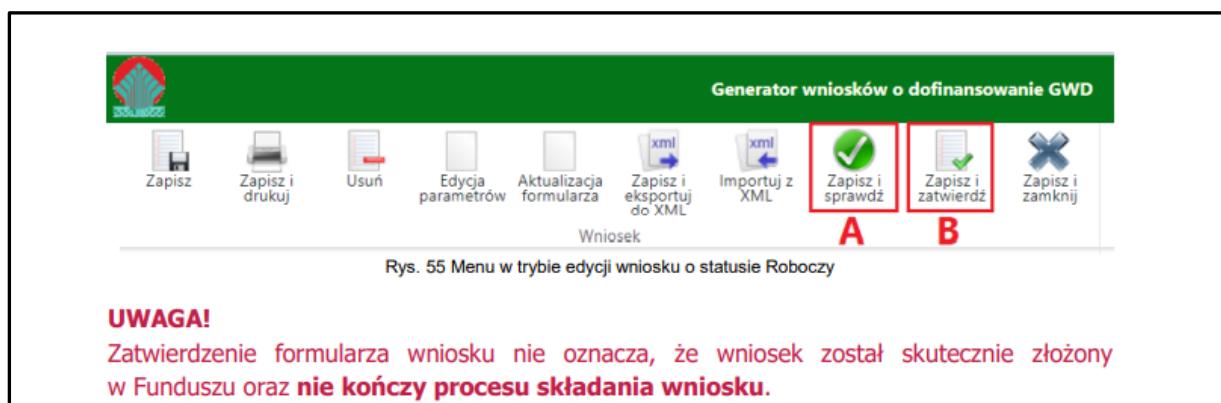 Generator wniosków o dofinansowanie GWD
Zapisz
Zapisz i
drukuj
Usuń
Edycja
parametrów
Aktualizacja
formularza
xml
Zapisz i
eksportuj
do XML
xml
Importuj z
XML
Zapisz i
sprawdź
Zapisz i
zatwierdź
Zapisz i
zamknij
Wniosek
A
B
Rys. 55 Menu w trybie edycji wniosku o statusie Roboczy
UWAGA!
Zatwierdzenie formularza wniosku nie oznacza, że wniosek został skutecznie złożony
w Funduszu oraz nie kończy procesu składania wniosku.